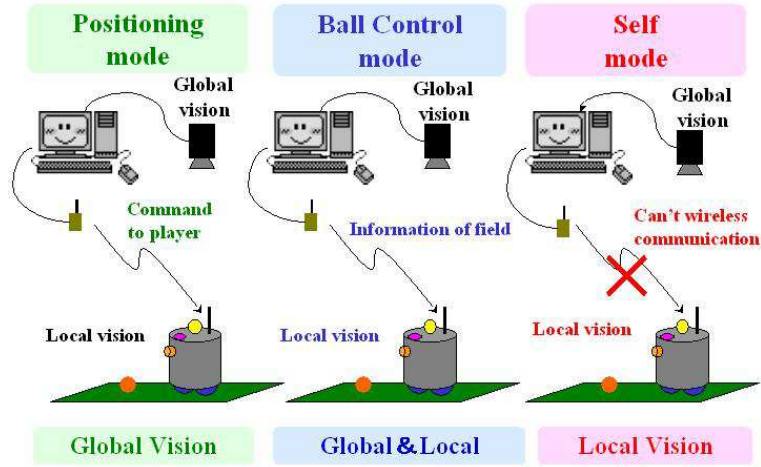 Positioning
mode
Ball Control
mode
Self
mode
Global
vision
Global
vision
Global
vision
Command
to player
Information of field
Can't wireless
communication
Local vision
Local vision
Local vision
Global Vision
Global & Local
Local Vision